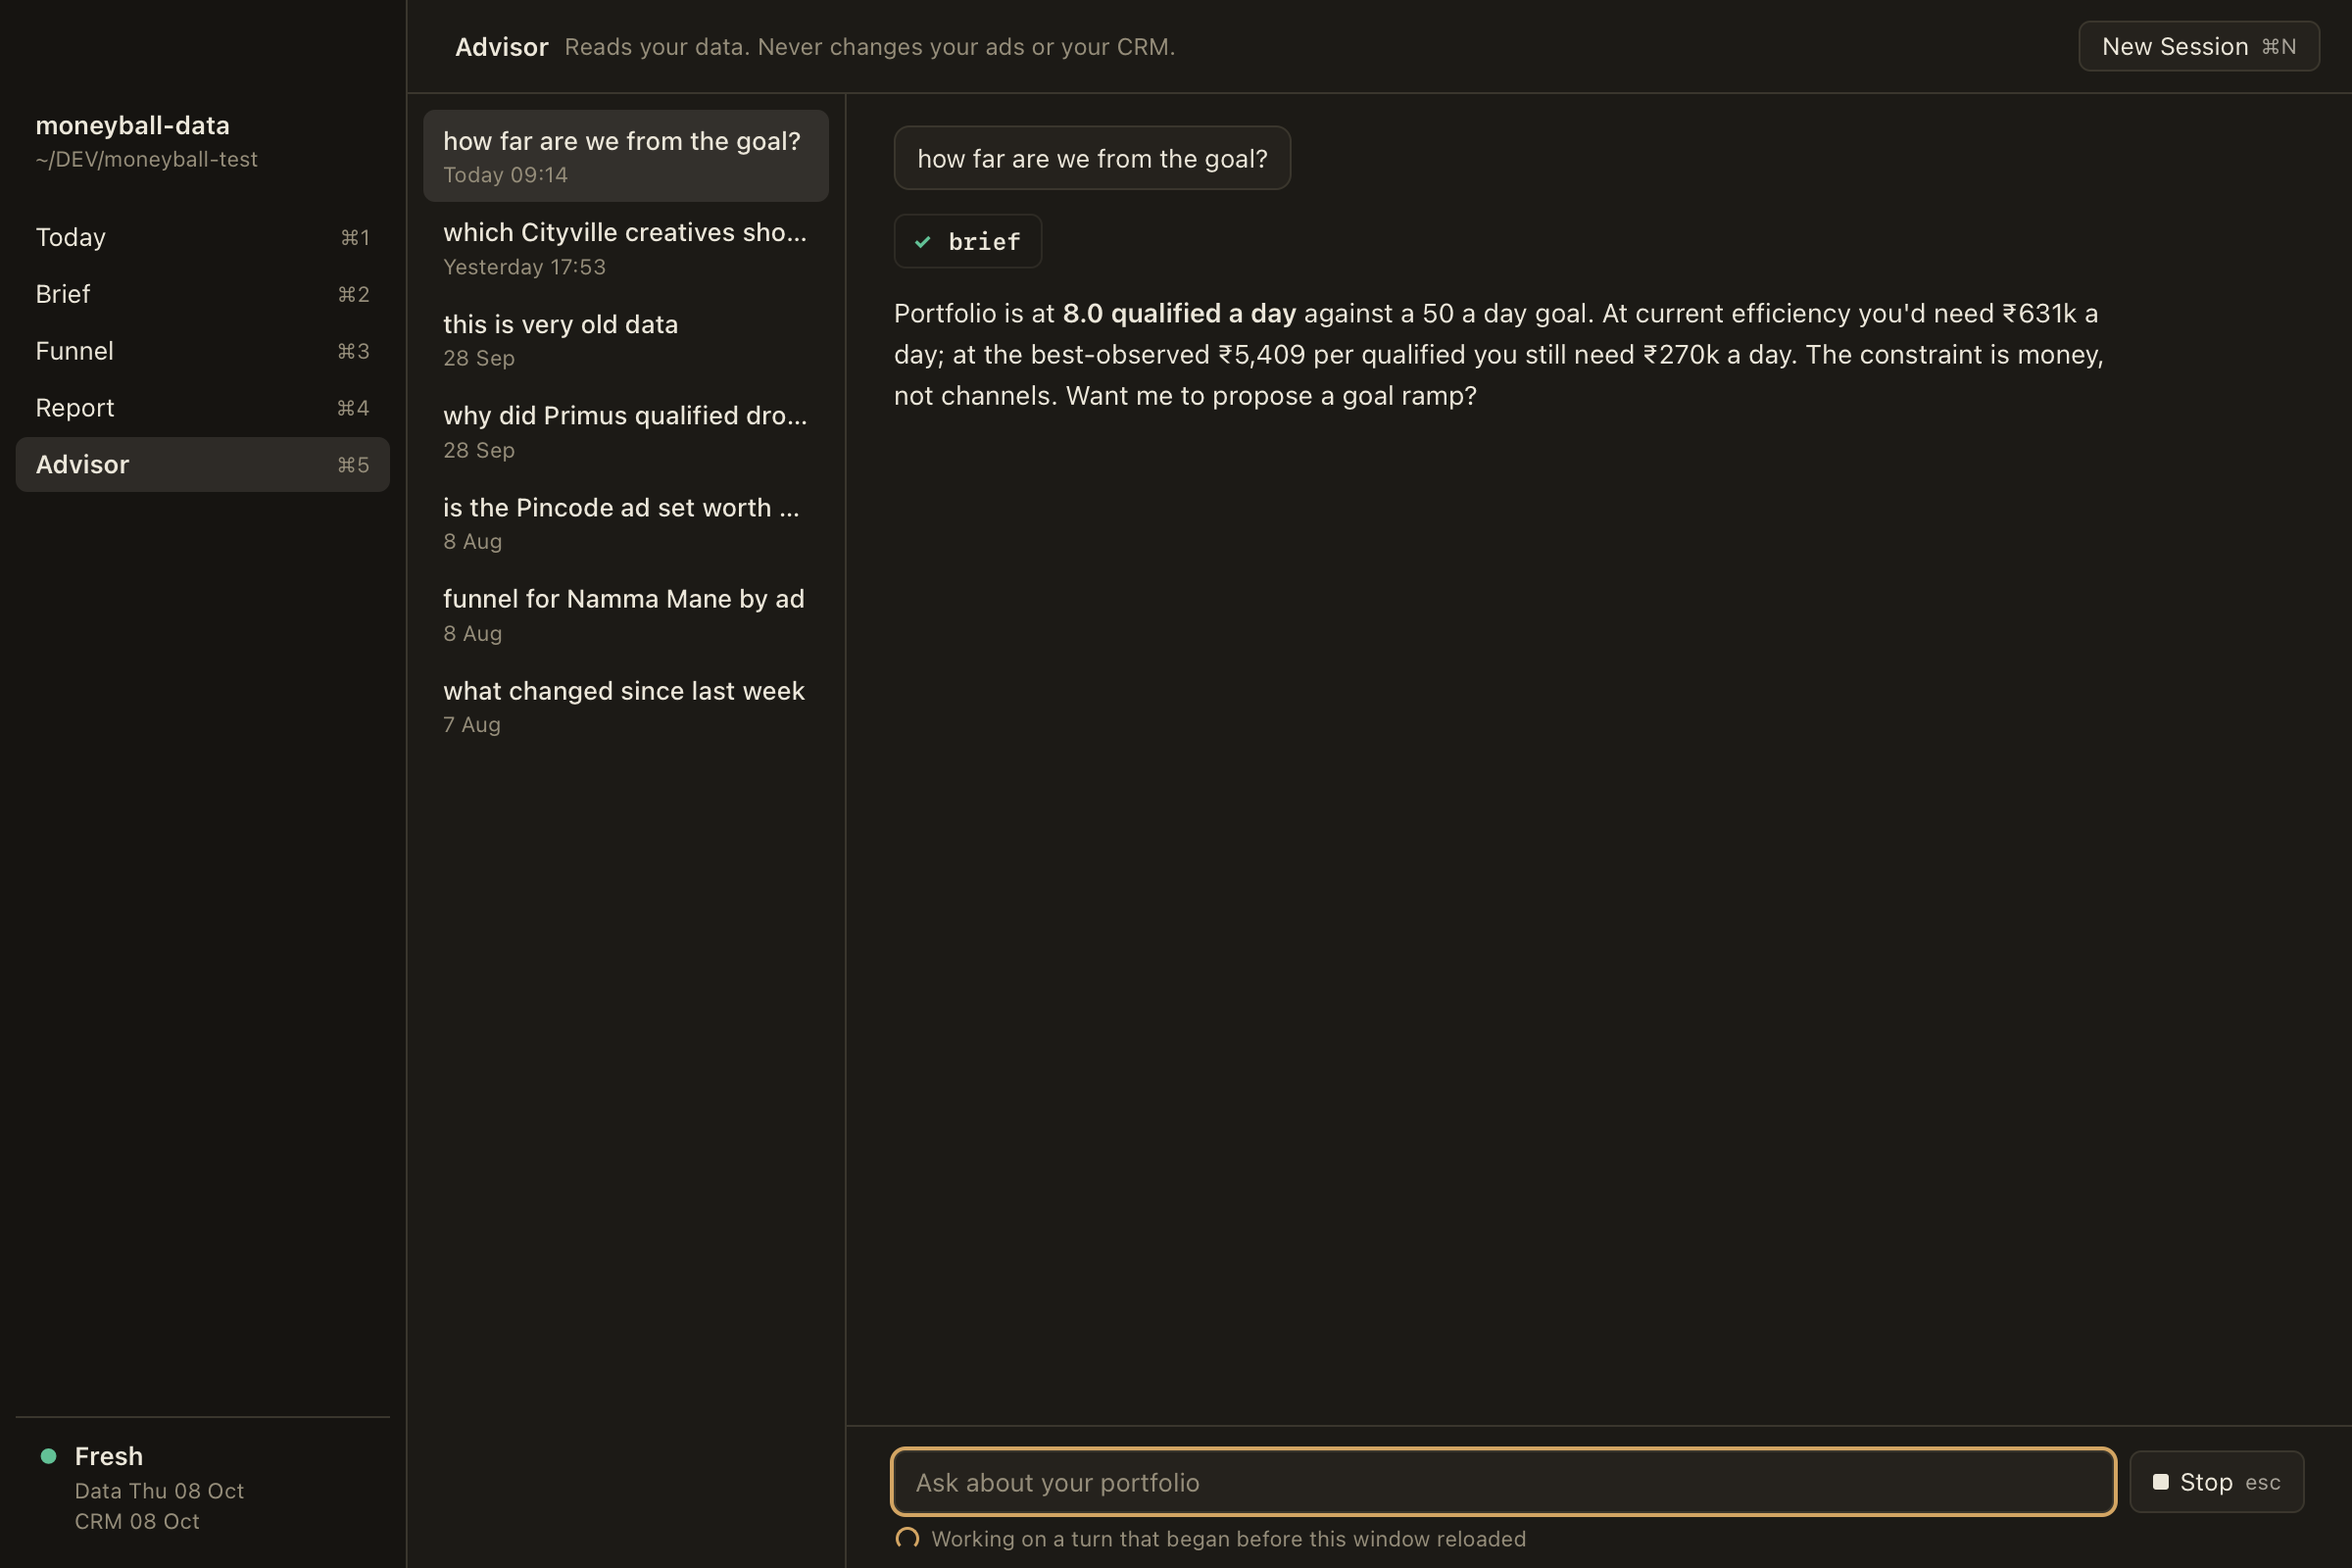 moneyball-data
~/DEV/moneyball-test
Today ⌘1
Brief ⌘2
Funnel ⌘3
Report ⌘4
Advisor ⌘5
Fresh
Data Thu 08 Oct
CRM 08 Oct
Advisor Reads your data. Never changes your ads or your CRM.
New Session ⌘N
how far are we from the goal?
Today 09:14
which Cityville creatives sho...
Yesterday 17:53
this is very old data
28 Sep
why did Primus qualified dro...
28 Sep
is the Pincode ad set worth ...
8 Aug
funnel for Namma Mane by ad
8 Aug
what changed since last week
7 Aug
how far are we from the goal?
✓ brief
Portfolio is at 8.0 qualified a day against a 50 a day goal. At current efficiency you'd need ₹631k a
day; at the best-observed ₹5,409 per qualified you still need ₹270k a day. The constraint is money,
not channels. Want me to propose a goal ramp?
Ask about your portfolio
Stop esc
Working on a turn that began before this window reloaded